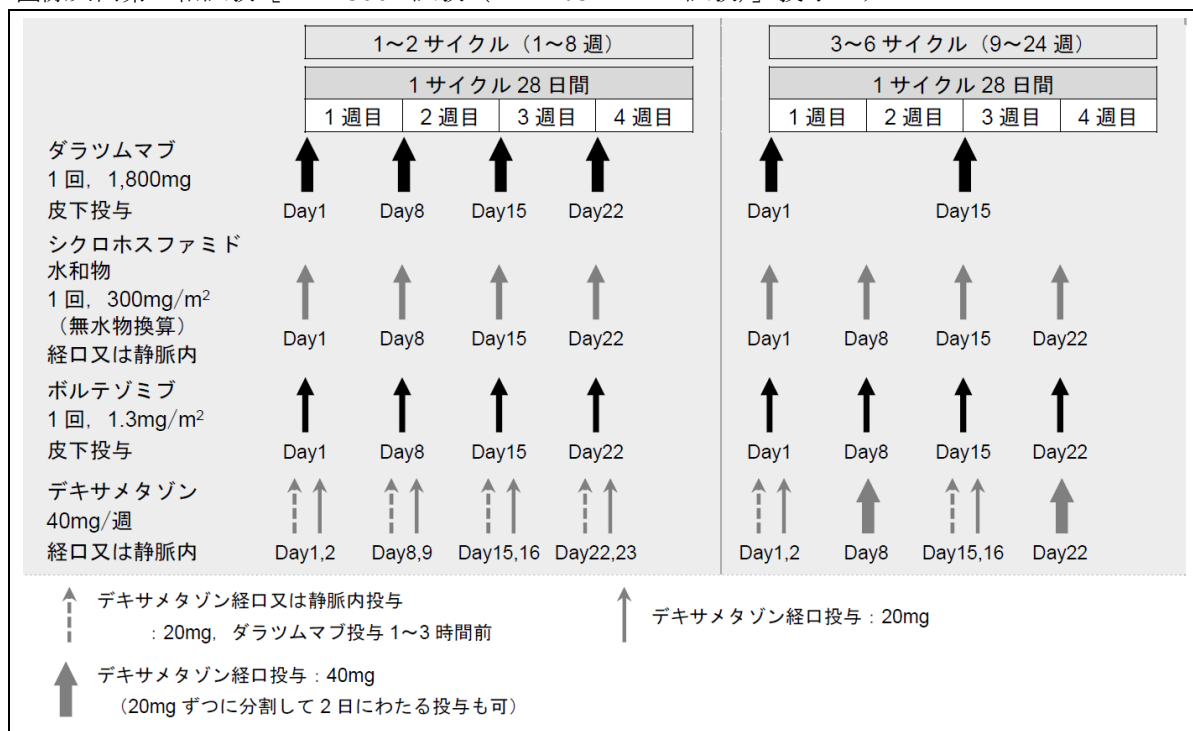 1～2 サイクル（1～8 週）
3～6 サイクル（9～24 週）
1 サイクル 28 日間
1 サイクル 28 日間
1 週目 2 週目 3 週目 4 週目
1 週目 2 週目 3 週目 4 週目
ダラツムマブ
1 回，1,800mg
皮下投与
Day1 Day8 Day15 Day22
Day1 Day15
シクロホスファミド
水和物
1 回，300mg/m²
（無水物換算）
経口又は静脈内
Day1 Day8 Day15 Day22
Day1 Day8 Day15 Day22
ボルテゾミブ
1 回，1.3mg/m²
皮下投与
Day1 Day8 Day15 Day22
Day1 Day8 Day15 Day22
デキサメタゾン
40mg/週
経口又は静脈内
Day1,2 Day8,9 Day15,16 Day22,23
Day1,2 Day8 Day15,16 Day22
デキサメタゾン経口又は静脈内投与
：20mg，ダラツムマブ投与 1～3 時間前
デキサメタゾン経口投与：20mg
デキサメタゾン経口投与：40mg
（20mg ずつに分割して 2 日にわたる投与も可）